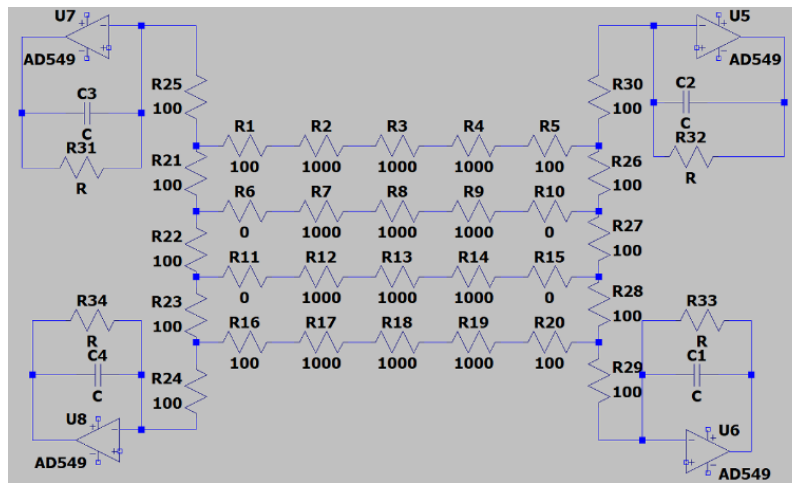 U7
U5
AD549
AD549
R25
100
R30
100
C3
C
C2
C
R31
R
R32
R
R1 R2 R3 R4 R5
100 1000 1000 1000 100
R21
100
R26
100
R6 R7 R8 R9 R10
0 1000 1000 1000 0
R22
100
R27
100
R11 R12 R13 R14 R15
0 1000 1000 1000 0
R23
100
R28
100
R34
R
R33
R
R16 R17 R18 R19 R20
100 1000 1000 1000 100
C4
C
C1
C
R24
100
R29
100
U8
U6
AD549
AD549